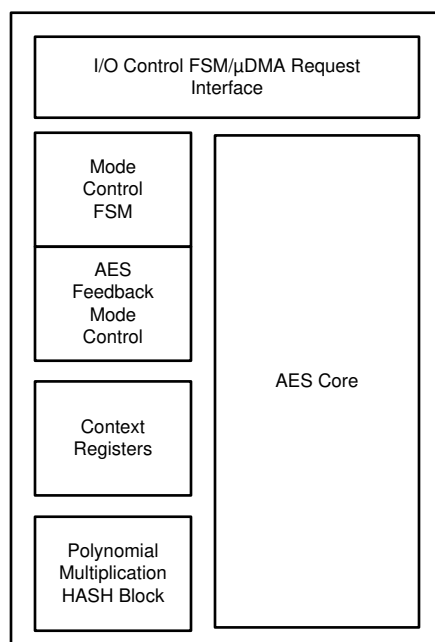 I/O Control FSM/µDMA Request
Interface
Mode
Control
FSM
AES
Feedback
Mode
Control
AES Core
Context
Registers
Polynomial
Multiplication
HASH Block